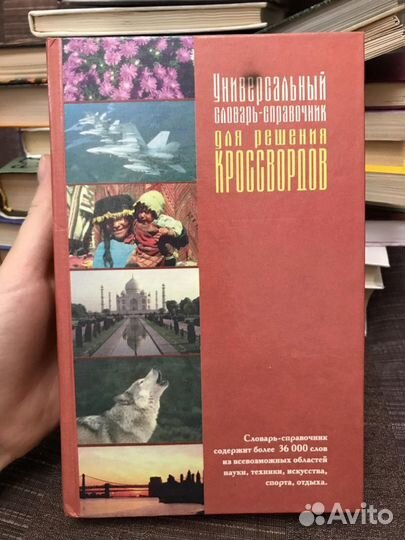 Универсальный
словарь-справочник
для решения
КРОССВОРДОВ
Словарь-справочник
содержит более 36 000 слов
из всевозможных областей
науки, техники, искусства,
спорта, отдыха.
Avito